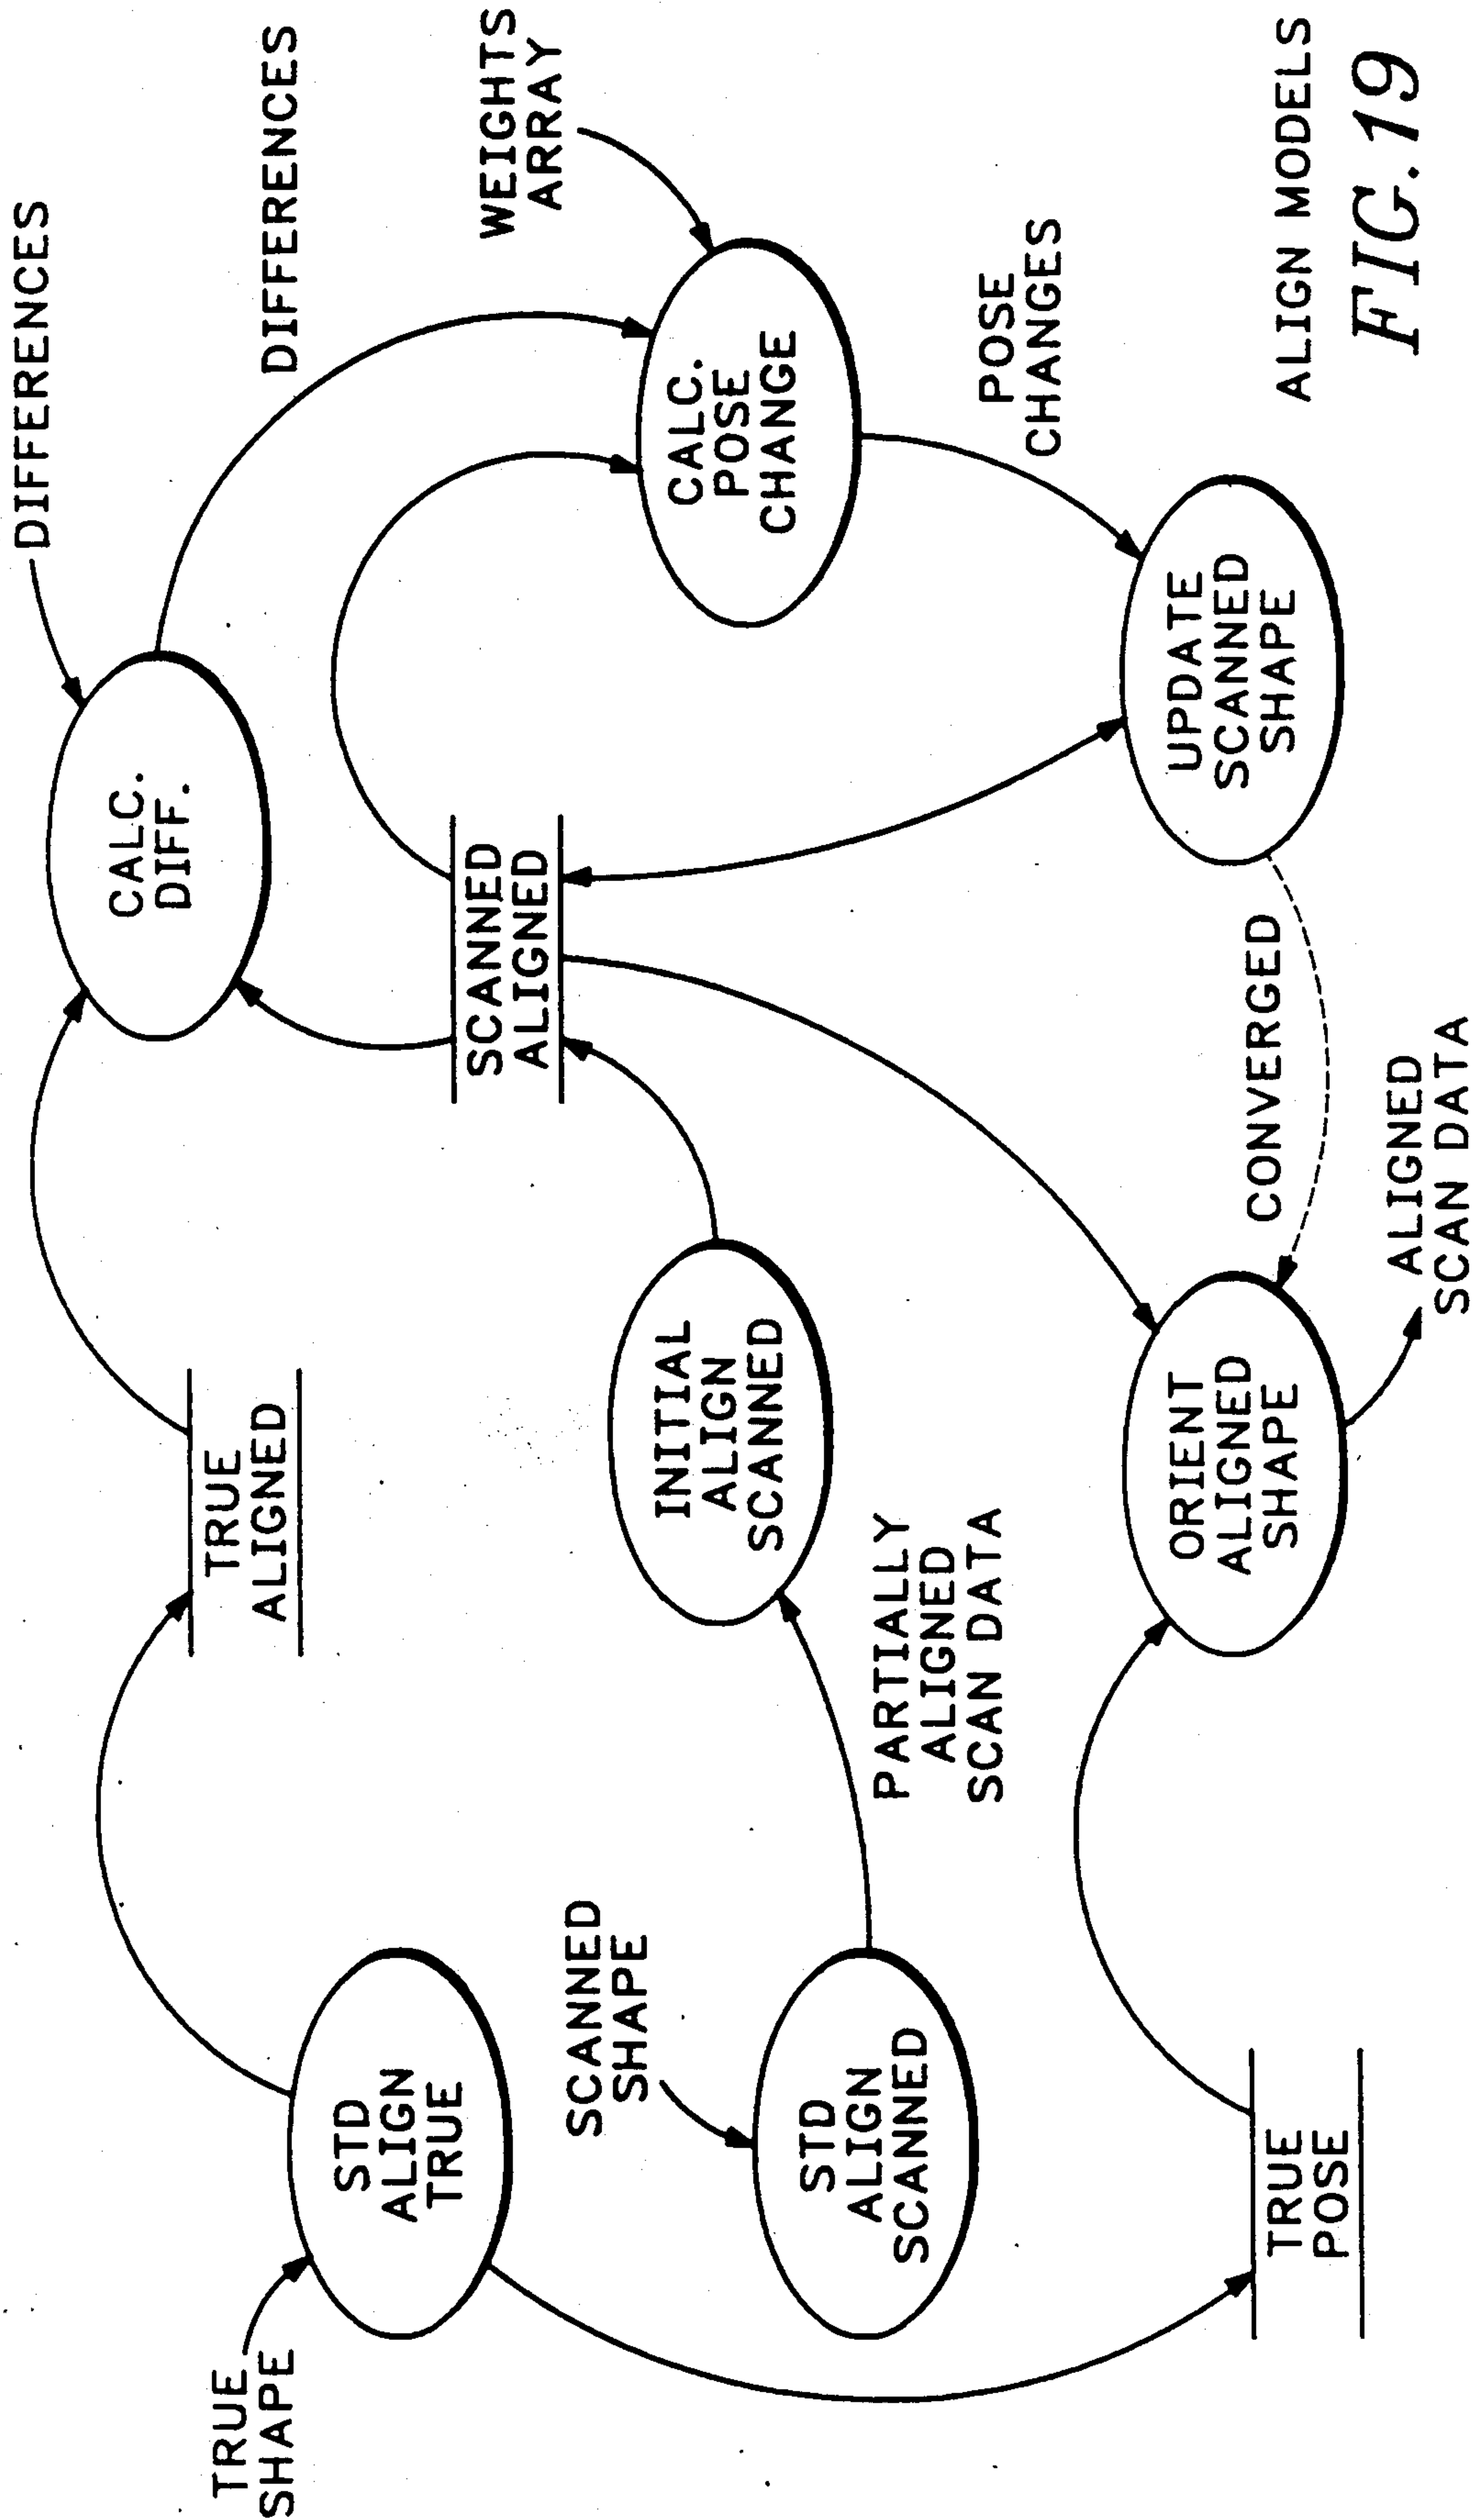 DIFFERENCES
DIFFERENCES
WEIGHTS
ARRAY
CALC.
DIFF.
TRUE
ALIGNED
TRUE
SHAPE
STD
ALIGN
TRUE
SCANNED
ALIGNED
CALC.
POSE
CHANGE
SCANNED
SHAPE
INITIAL
ALIGN
SCANNED
STD
ALIGN
SCANNED
PARTIALLY
ALIGNED
SCAN DATA
POSE
CHANGES
UPDATE
SCANNED
SHAPE
ORIENT
ALIGNED
SHAPE
CONVERGED
TRUE
POSE
ALIGNED
SCAN DATA
ALIGN MODELS
FIG.19